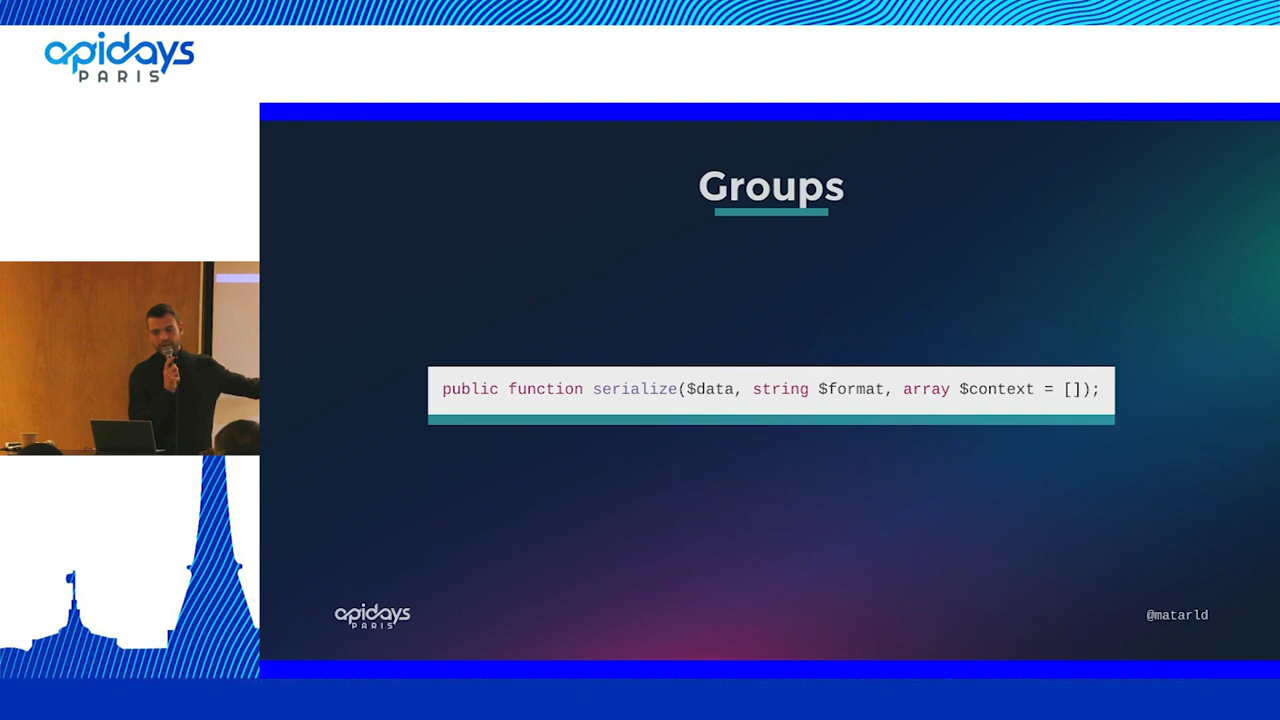 apidays
PARIS
Groups
public function serialize($data, string $format, array $context = []);
apidays
PARIS
@matarld